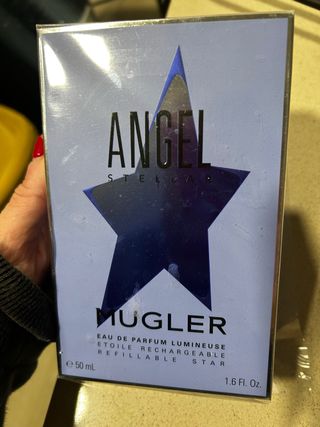 ANGEL
STELLAR
MUGLER
EAU DE PARFUM LUMINEUSE
ETOILE RECHARGEABLE
REFILLABLE STAR
℮ 50 mL 1.6 Fl. Oz.